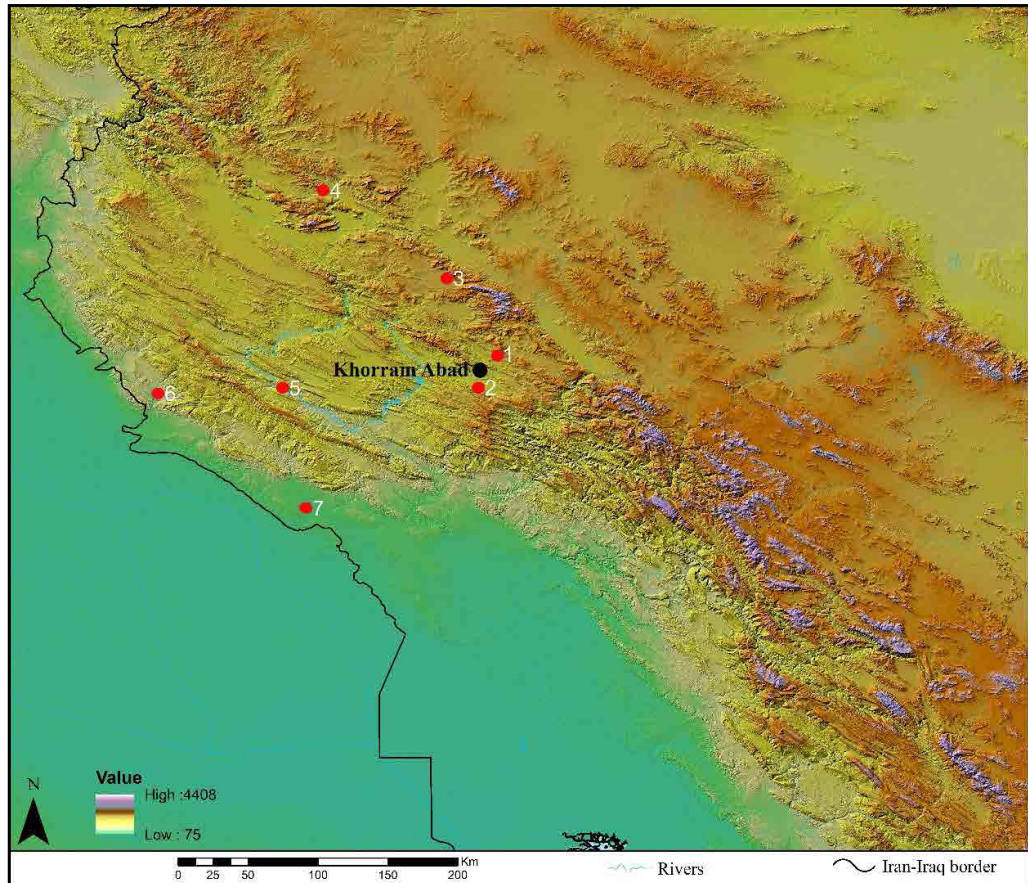 4
3
1
Khorram Abad
2
5
6
7
N
Value
High :4408
Low : 75
Km
0 25 50 100 150 200
Rivers
Iran-Iraq border